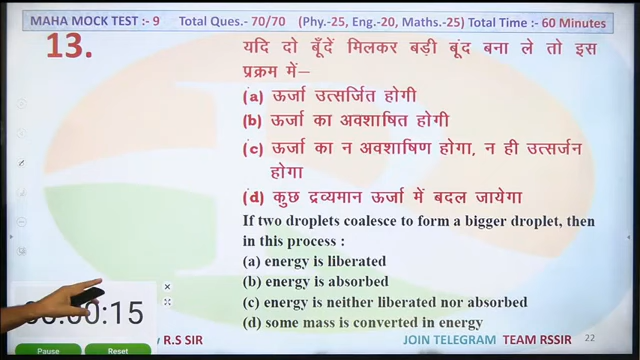 MAHA MOCK TEST :- 9 Total Ques.- 70/70 (Phy.-25, Eng.-20, Maths.-25) Total Time :- 60 Minutes
13.
यदि दो बूँदें मिलकर बड़ी बूंद बना ले तो इस
प्रक्रम में–
(a) ऊर्जा उत्सर्जित होगी
(b) ऊर्जा का अवशाषित होगी
(c) ऊर्जा का न अवशाषिण होगा, न ही उत्सर्जन
होगा
(d) कुछ द्रव्यमान ऊर्जा में बदल जायेगा
If two droplets coalesce to form a bigger droplet, then
in this process :
(a) energy is liberated
(b) energy is absorbed
(c) energy is neither liberated nor absorbed
(d) some mass is converted in energy
:15
Pause Reset
y R.S SIR
JOIN TELEGRAM TEAM RSSIR 22